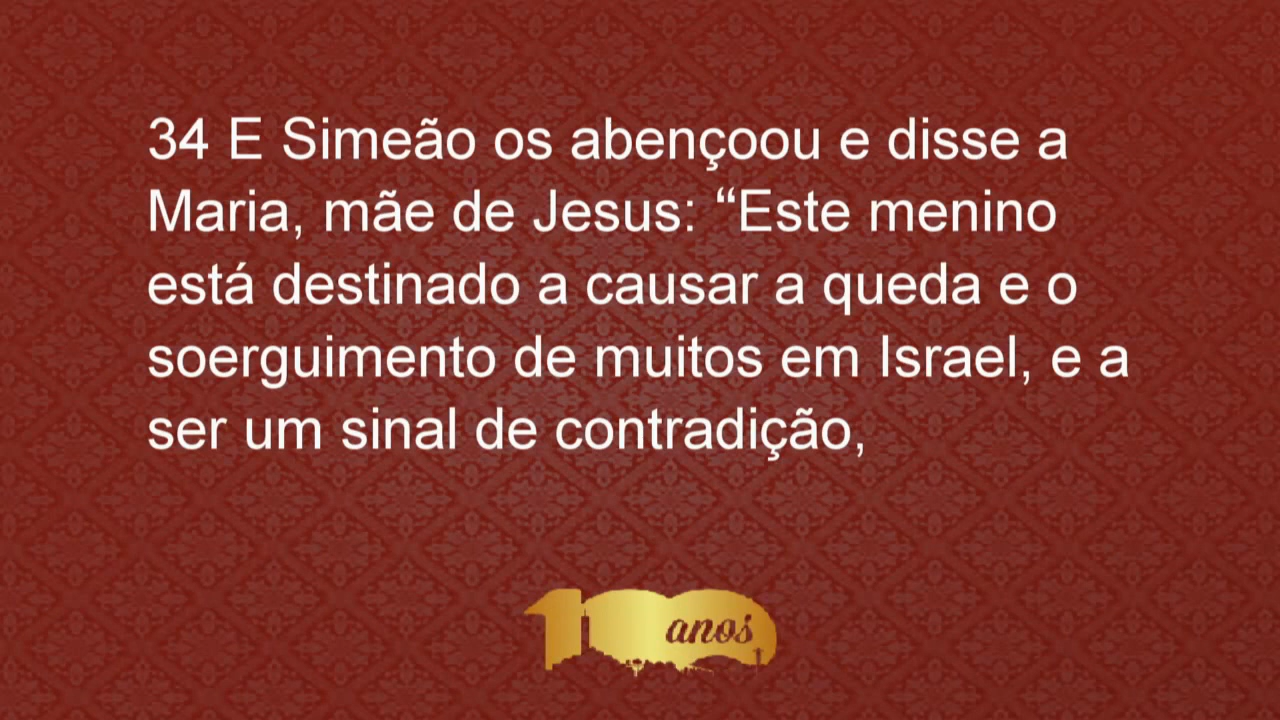 34 E Simeão os abençoou e disse a
Maria, mãe de Jesus: “Este menino
está destinado a causar a queda e o
soerguimento de muitos em Israel, e a
ser um sinal de contradição,
100 anos